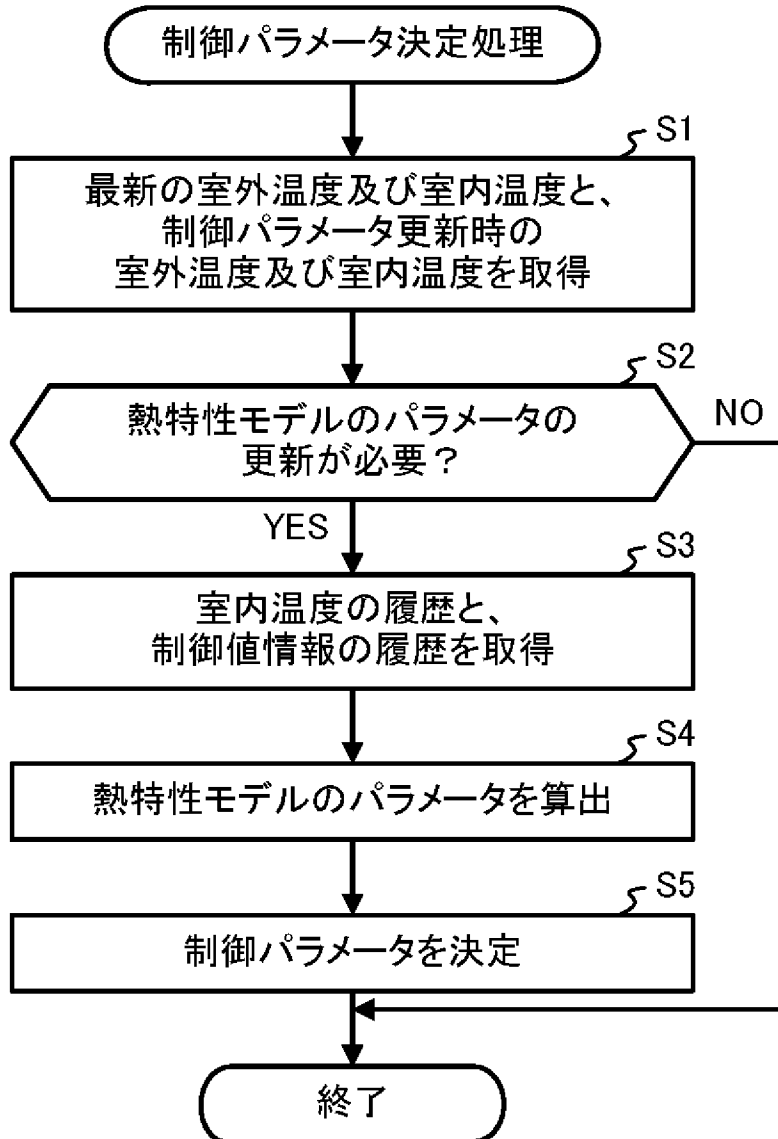 制御パラメータ決定処理
S1
最新の室外温度及び室内温度と、
制御パラメータ更新時の
室外温度及び室内温度を取得
S2
熱特性モデルのパラメータの
更新が必要？
NO
YES
S3
室内温度の履歴と、
制御値情報の履歴を取得
S4
熱特性モデルのパラメータを算出
S5
制御パラメータを決定
終了